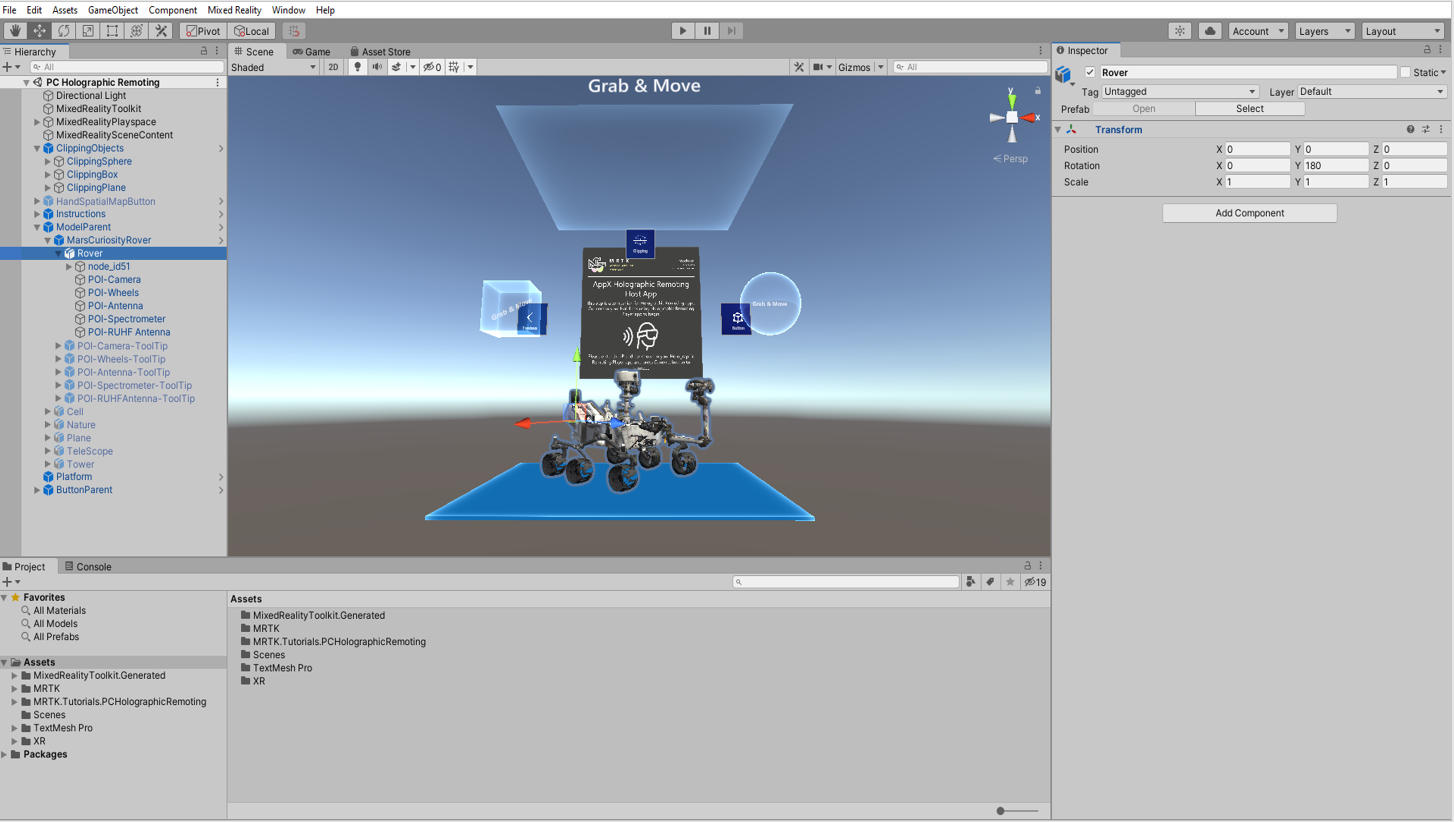 File Edit Assets GameObject Component Mixed Reality Window Help
Pivot Local Account Layers Layout
Hierarchy
All
PC Holographic Remoting
Directional Light
MixedRealityToolkit
MixedRealityPlayspace
MixedRealitySceneContent
ClippingObjects
ClippingSphere
ClippingBox
ClippingPlane
HandSpatialMapButton
Instructions
ModelParent
MarsCuriosityRover
Rover
node_id51
POI-Camera
POI-Wheels
POI-Antenna
POI-Spectrometer
POI-RUHF Antenna
POI-Camera-ToolTip
POI-Wheels-ToolTip
POI-Antenna-ToolTip
POI-Spectrometer-ToolTip
POI-RUHFAntenna-ToolTip
Cell
Nature
Plane
TeleScope
Tower
Platform
ButtonParent
Scene Game Asset Store
Shaded 2D 0 Gizmos All
Grab & Move
y
x
Persp
Clipping
MRTK
AppX Holographic Remoting
Host App
Grab & Move
Grab & Move
Button
Inspector
Rover Static
Tag Untagged Layer Default
Prefab Open Select
Transform
Position X 0 Y 0 Z 0
Rotation X 0 Y 180 Z 0
Scale X 1 Y 1 Z 1
Add Component
Project Console
19
Favorites
All Materials
All Models
All Prefabs
Assets
MixedRealityToolkit.Generated
MRTK
MRTK.Tutorials.PCHolographicRemoting
Scenes
TextMesh Pro
XR
Packages
Assets
MixedRealityToolkit.Generated
MRTK
MRTK.Tutorials.PCHolographicRemoting
Scenes
TextMesh Pro
XR